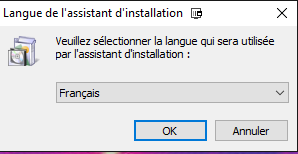 Langue de l'assistant d'installation
Veuillez sélectionner la langue qui sera utilisée
par l'assistant d'installation :
Français
OK
Annuler